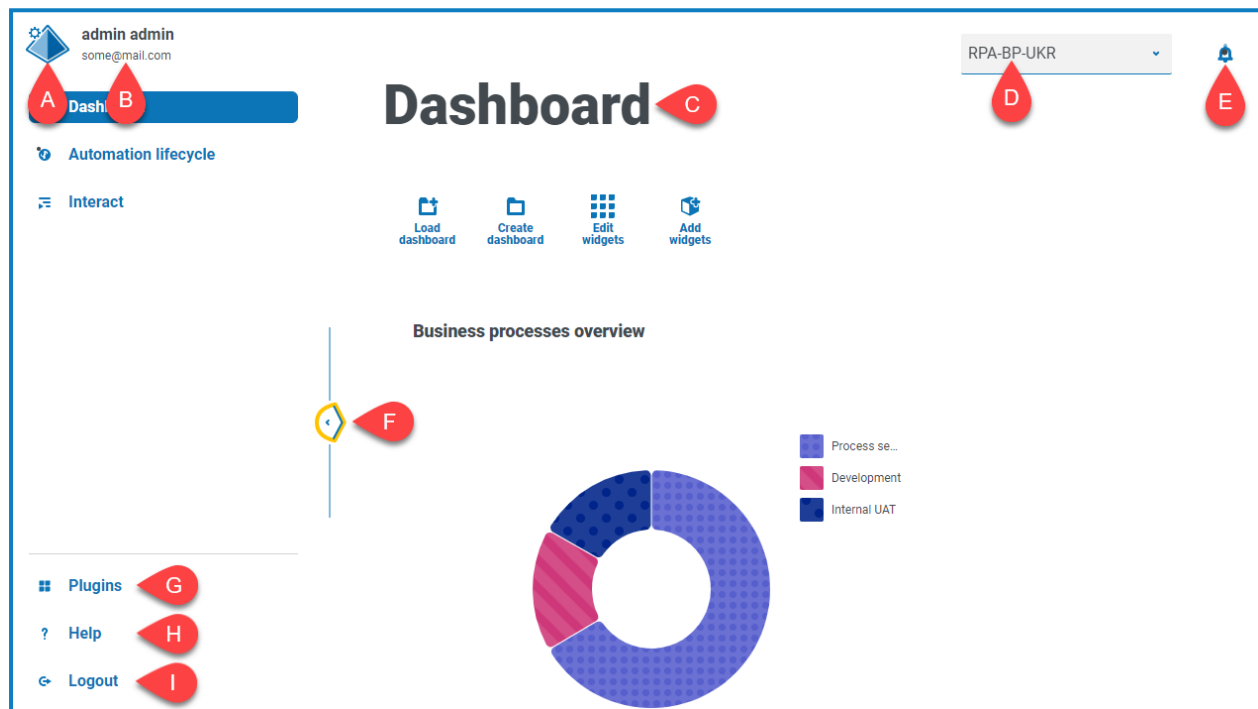 admin admin
some@mail.com
RPA-BP-UKR
A
B
C
D
E
Dash
Dashboard
Automation lifecycle
Interact
Load
dashboard
Create
dashboard
Edit
widgets
Add
widgets
Business processes overview
F
Process se...
Development
Internal UAT
Plugins
G
Help
H
Logout
I